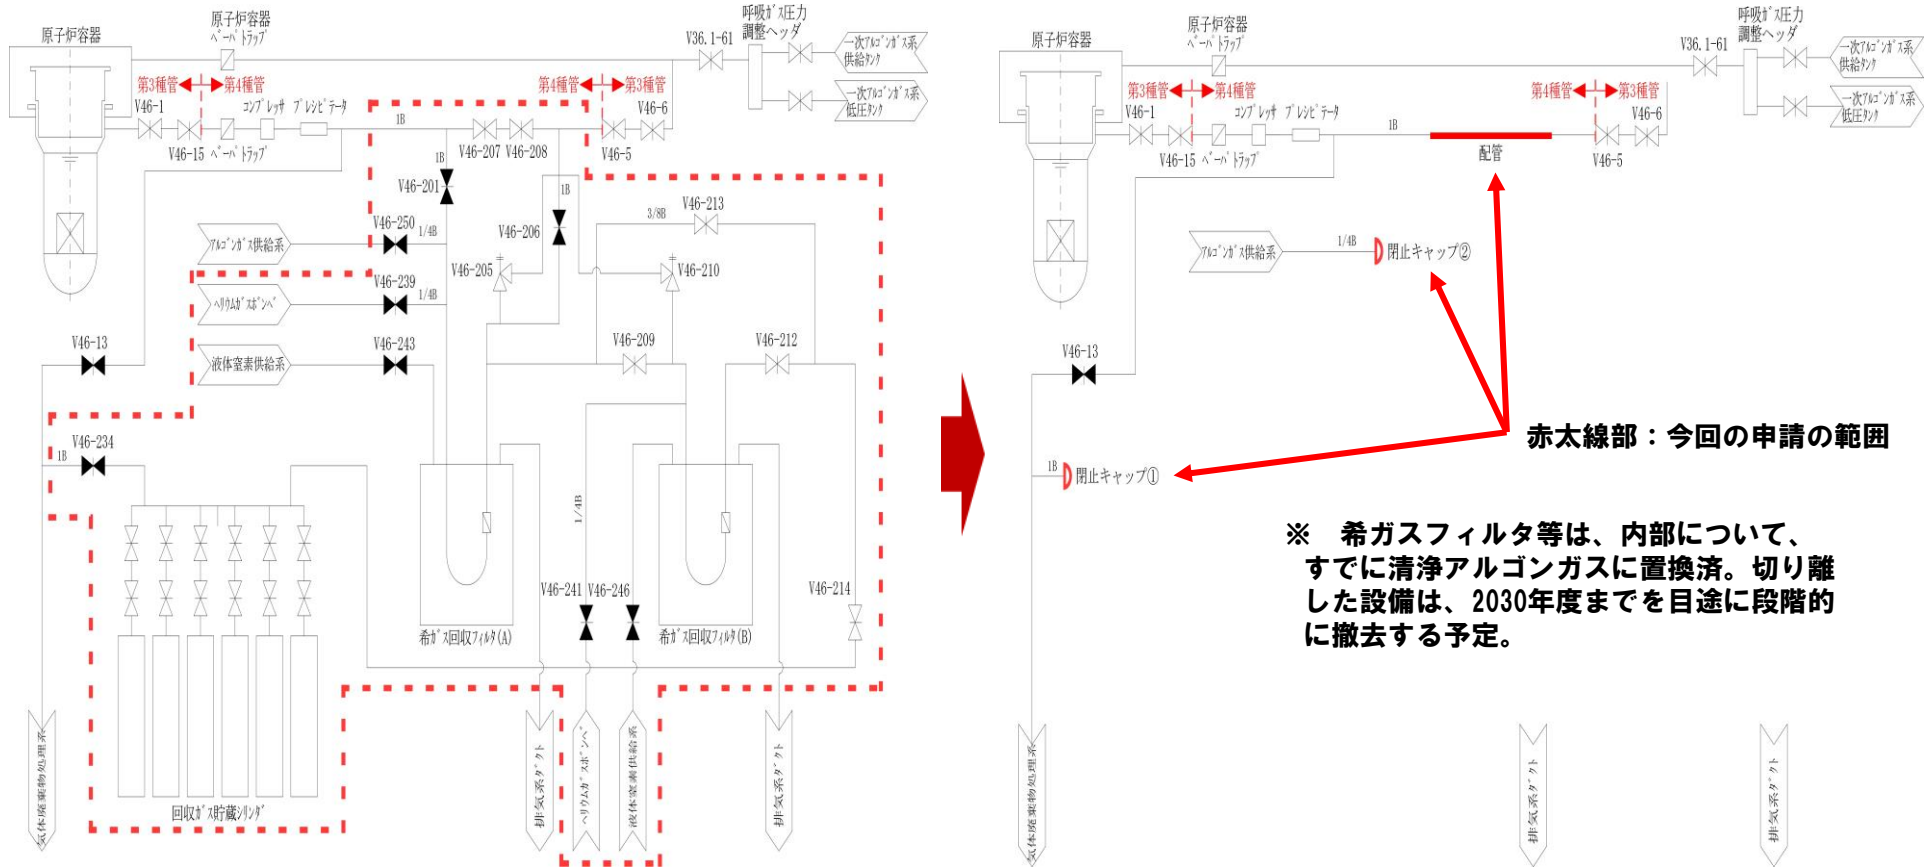 原子炉容器
原子炉容器
ベーパトラップ
呼吸ガス圧力
調整ヘッダ
V36.1-61
一次アルゴンガス系
供給タンク
一次アルゴンガス系
低圧タンク
第3種管
第4種管
V46-1
V46-15
ベーパトラップ
コンプレッサ
プレシピテータ
1B
第4種管
第3種管
V46-6
V46-5
V46-207
V46-208
1B
V46-201
1B
V46-206
V46-250
1/4B
アルゴンガス供給系
V46-239
1/4B
ヘリウムガスボンベ
V46-243
液体窒素供給系
V46-205
3/8B
V46-213
V46-210
V46-209
V46-212
V46-13
V46-234
1B
1/4B
V46-241
V46-246
V46-214
希ガス回収フィルタ(A)
希ガス回収フィルタ(B)
回収ガス貯蔵シリンダ
気体廃棄物処理系
排気系ダクト
ヘリウムガスボンベ
液体窒素供給系
排気系ダクト
原子炉容器
原子炉容器
ベーパトラップ
呼吸ガス圧力
調整ヘッダ
V36.1-61
一次アルゴンガス系
供給タンク
一次アルゴンガス系
低圧タンク
第3種管
第4種管
V46-1
V46-15
ベーパトラップ
コンプレッサ
プレシピテータ
1B
配管
第4種管
第3種管
V46-6
V46-5
アルゴンガス供給系
1/4B
閉止キャップ②
V46-13
1B
閉止キャップ①
赤太線部：今回の申請の範囲
※　希ガスフィルタ等は、内部について、
すでに清浄アルゴンガスに置換済。切り離
した設備は、2030年度までを目途に段階的
に撤去する予定。
気体廃棄物処理系
排気系ダクト
排気系ダクト